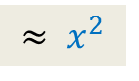 ≈ x²